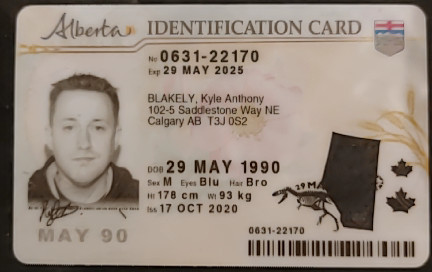 Alberta IDENTIFICATION CARD
No 0631-22170
Exp 29 MAY 2025
BLAKELY, Kyle Anthony
102-5 Saddlestone Way NE
Calgary AB T3J 0S2
DOB 29 MAY 1990
Sex M Eyes Blu Hair Bro
Ht 178 cm Wt 93 kg
Iss 17 OCT 2020
29 M
MAY 90
0631-22170